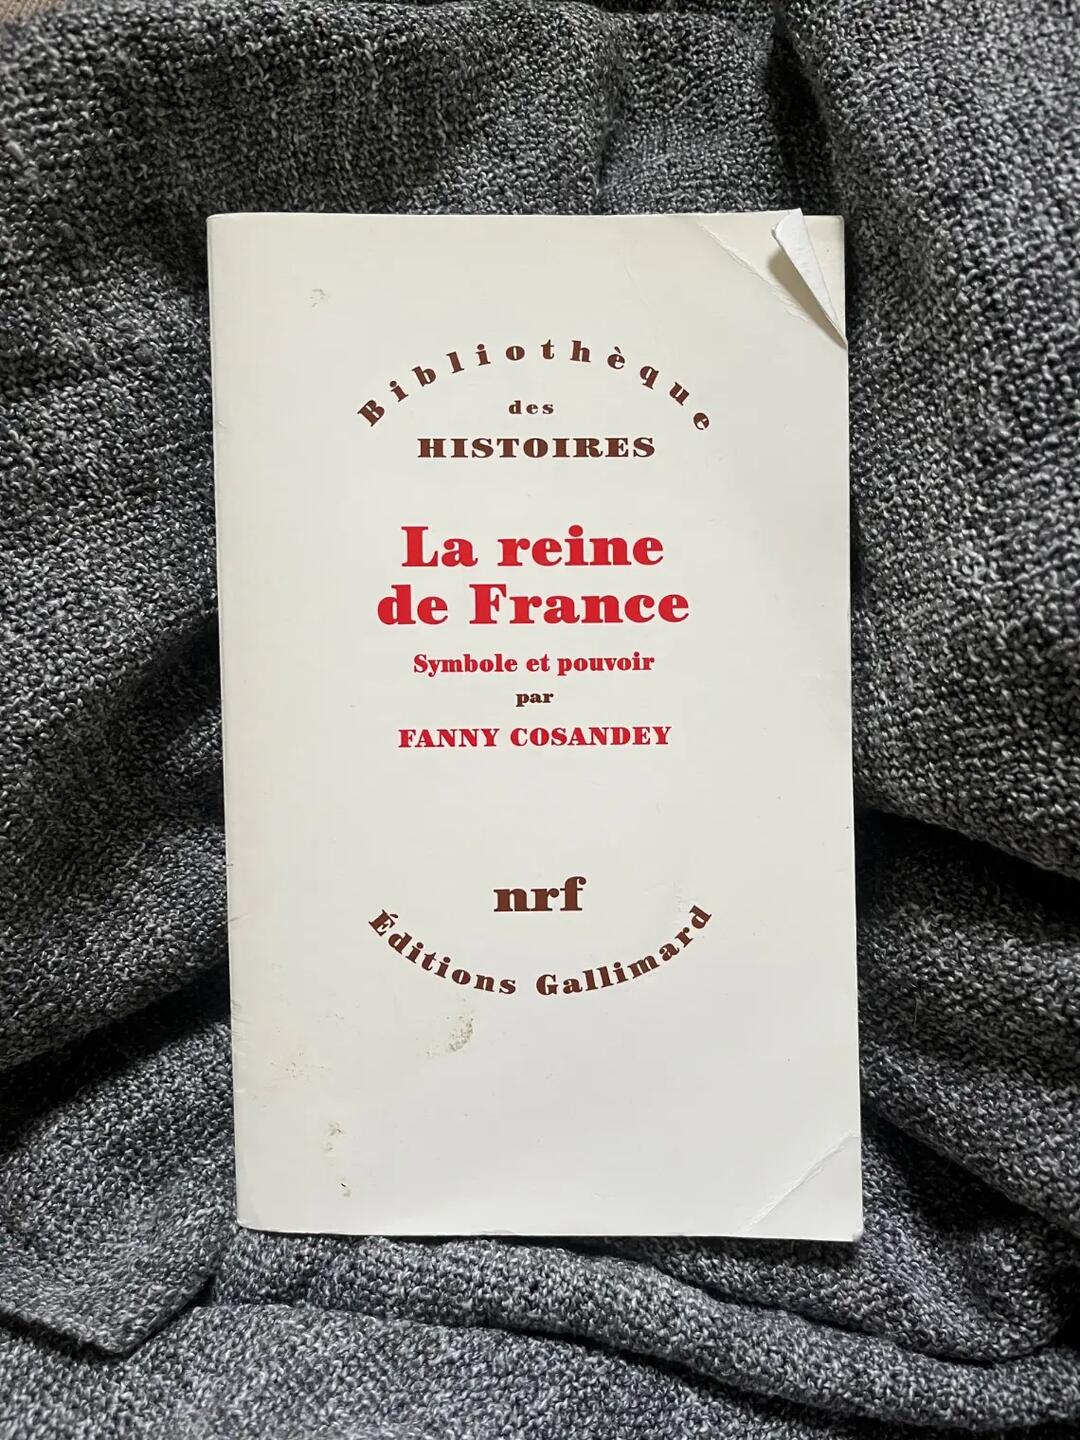 Bibliothèque
des
HISTOIRES
La reine
de France
Symbole et pouvoir
par
FANNY COSANDEY
nrf
Éditions Gallimard